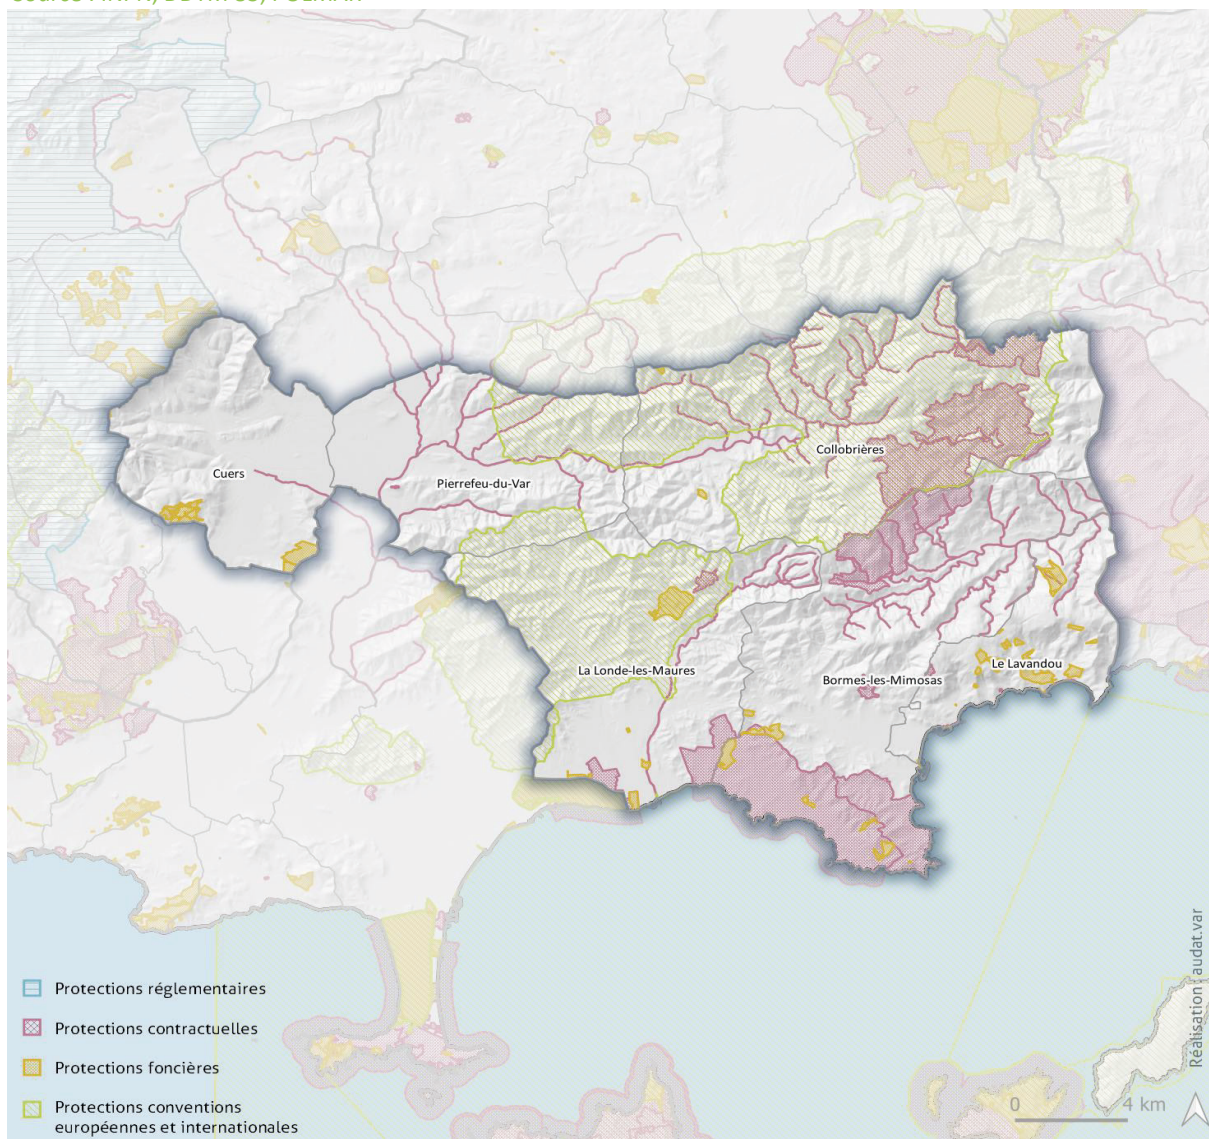 Cuers
Pierrefeu-du-Var
Collobrières
La Londe-les-Maures
Bormes-les-Mimosas
Le Lavandou
Protections réglementaires
Protections contractuelles
Protections foncières
Protections conventions
européennes et internationales
0 4 km
Réalisation : audat.var